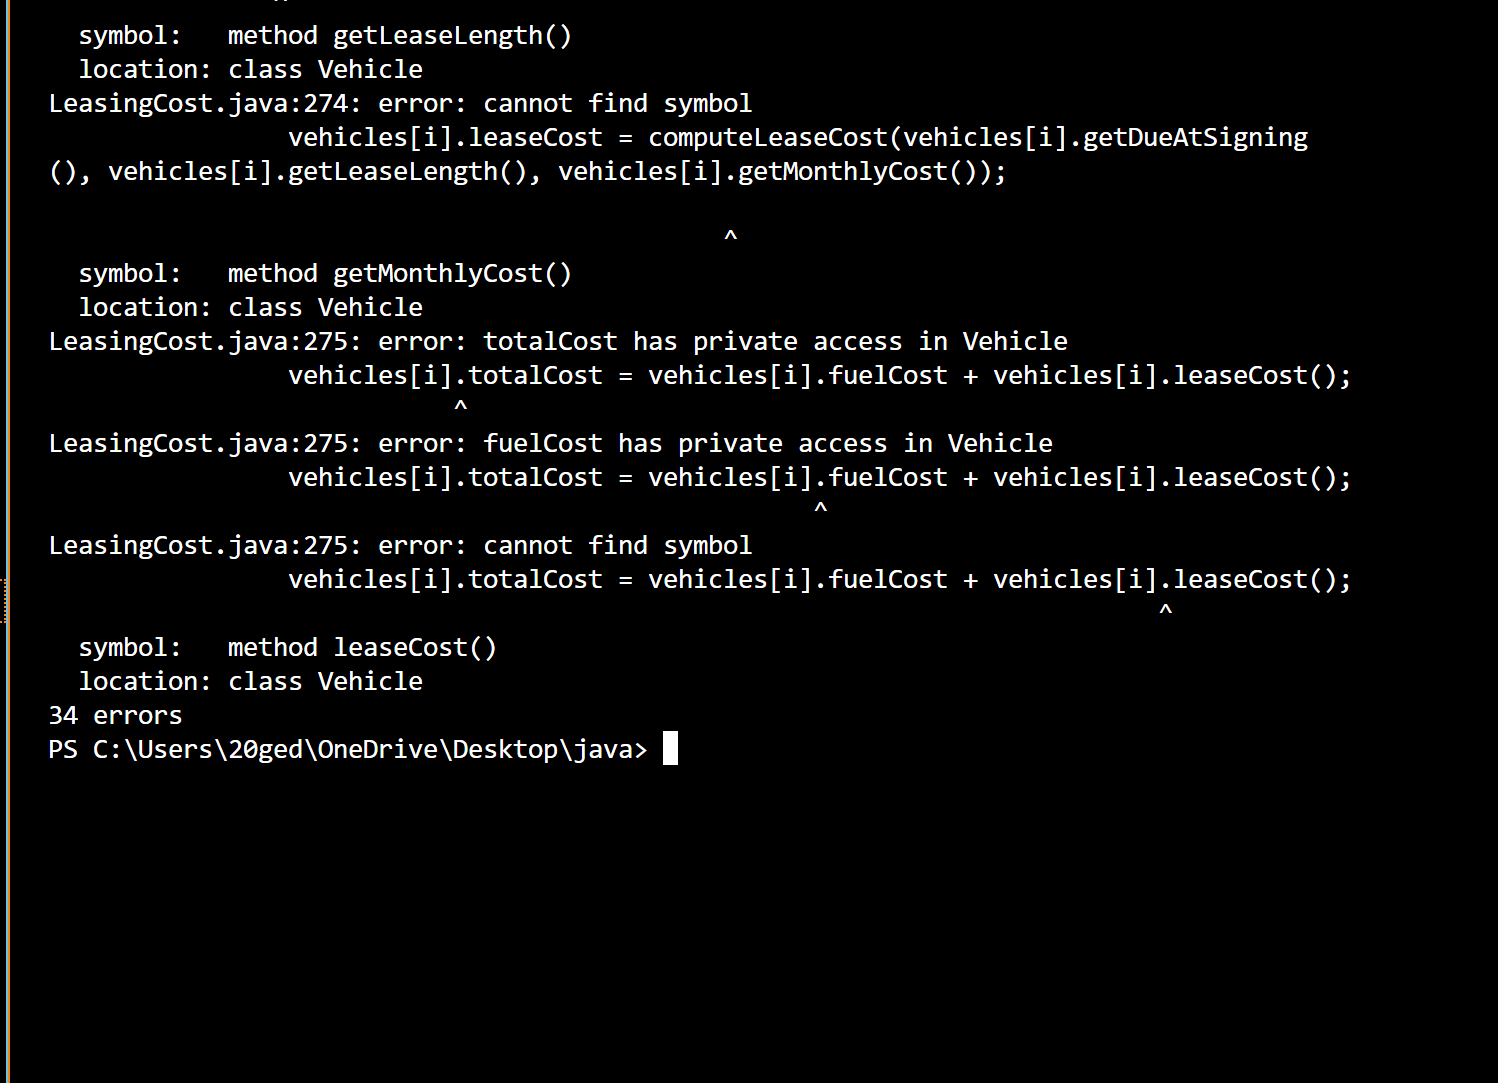 symbol:   method getLeaseLength()
location: class Vehicle
LeasingCost.java:274: error: cannot find symbol
vehicles[i].leaseCost = computeLeaseCost(vehicles[i].getDueAtSigning
(), vehicles[i].getLeaseLength(), vehicles[i].getMonthlyCost());
^
symbol:   method getMonthlyCost()
location: class Vehicle
LeasingCost.java:275: error: totalCost has private access in Vehicle
vehicles[i].totalCost = vehicles[i].fuelCost + vehicles[i].leaseCost();
^
LeasingCost.java:275: error: fuelCost has private access in Vehicle
vehicles[i].totalCost = vehicles[i].fuelCost + vehicles[i].leaseCost();
^
LeasingCost.java:275: error: cannot find symbol
vehicles[i].totalCost = vehicles[i].fuelCost + vehicles[i].leaseCost();
^
symbol:   method leaseCost()
location: class Vehicle
34 errors
PS C:\Users\20ged\OneDrive\Desktop\java>